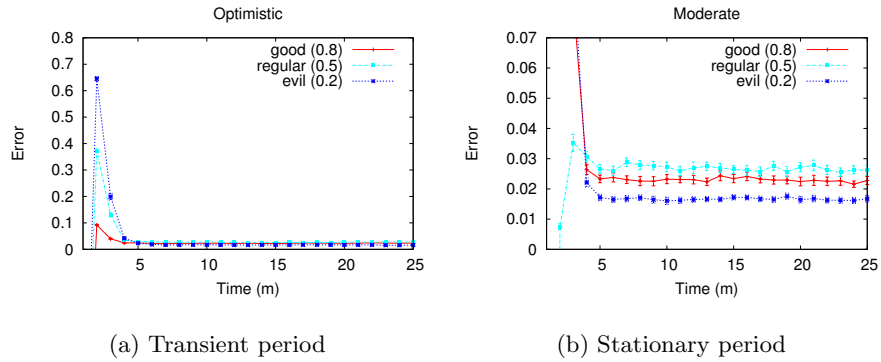 Optimistic
0.8
0.7
0.6
0.5
0.4
0.3
0.2
0.1
0
Error
good (0.8)
regular (0.5)
evil (0.2)
5
10
15
20
25
Time (m)
(a) Transient period
Moderate
0.07
0.06
0.05
0.04
0.03
0.02
0.01
0
Error
good (0.8)
regular (0.5)
evil (0.2)
5
10
15
20
25
Time (m)
(b) Stationary period